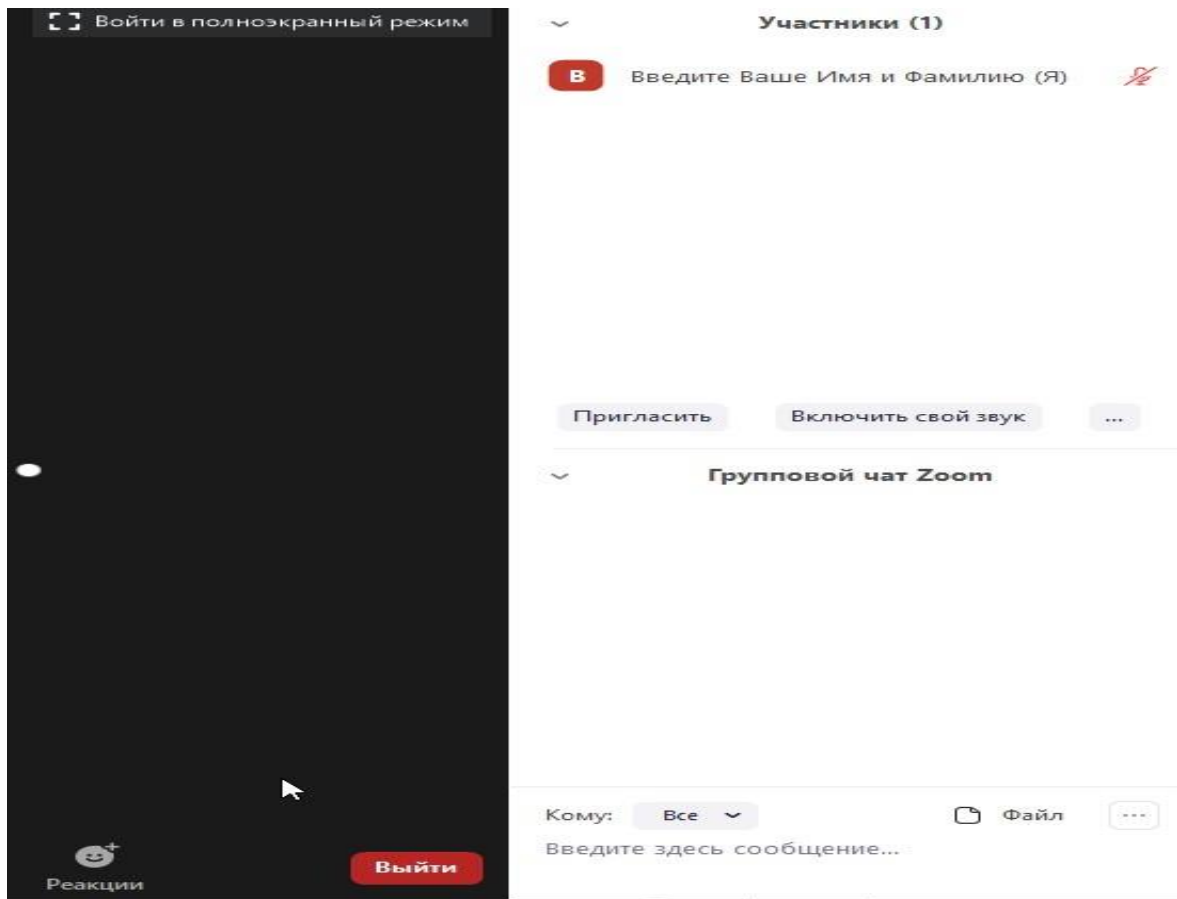 Войти в полноэкранный режим
Участники (1)
В Введите Ваше Имя и Фамилию (Я)
Пригласить Включить свой звук ...
Групповой чат Zoom
Кому: Все Файл ...
Введите здесь сообщение...
Реакции
Выйти